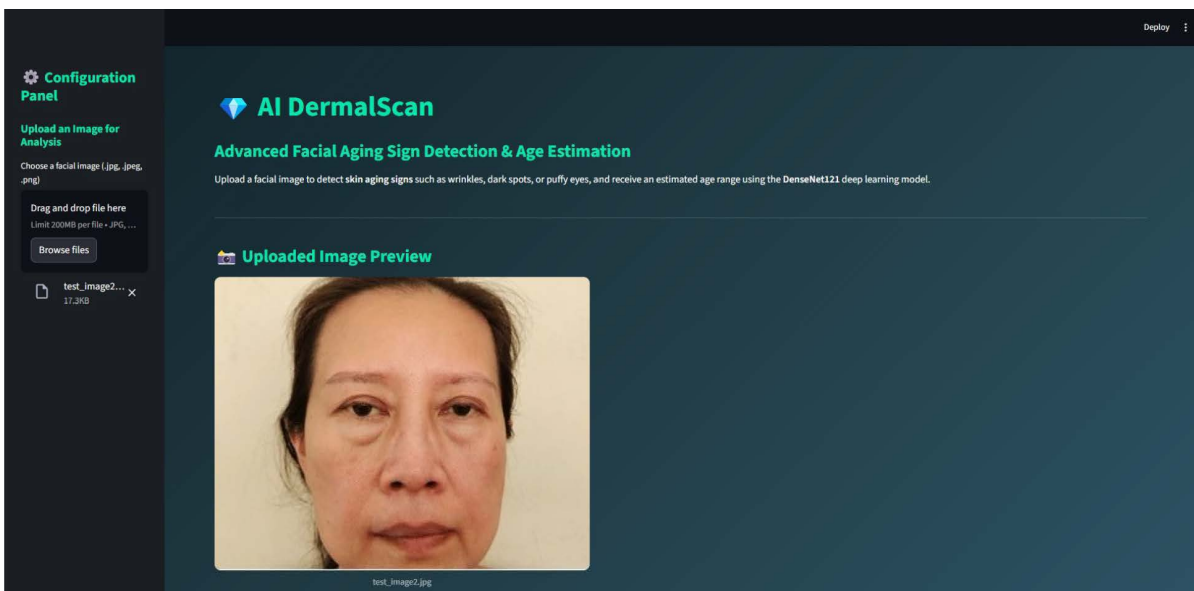 Deploy
⚙️ Configuration
Panel
Upload an Image for
Analysis
Choose a facial image (.jpg, .jpeg,
.png)
Drag and drop file here
Limit 200MB per file • JPG, ...
Browse files
test_image2...
17.3KB
💎 AI DermalScan
Advanced Facial Aging Sign Detection & Age Estimation
Upload a facial image to detect skin aging signs such as wrinkles, dark spots, or puffy eyes, and receive an estimated age range using the DenseNet121 deep learning model.
📸 Uploaded Image Preview
test_image2.jpg